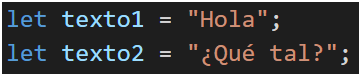 let texto1 = "Hola";
let texto2 = "¿Qué tal?";